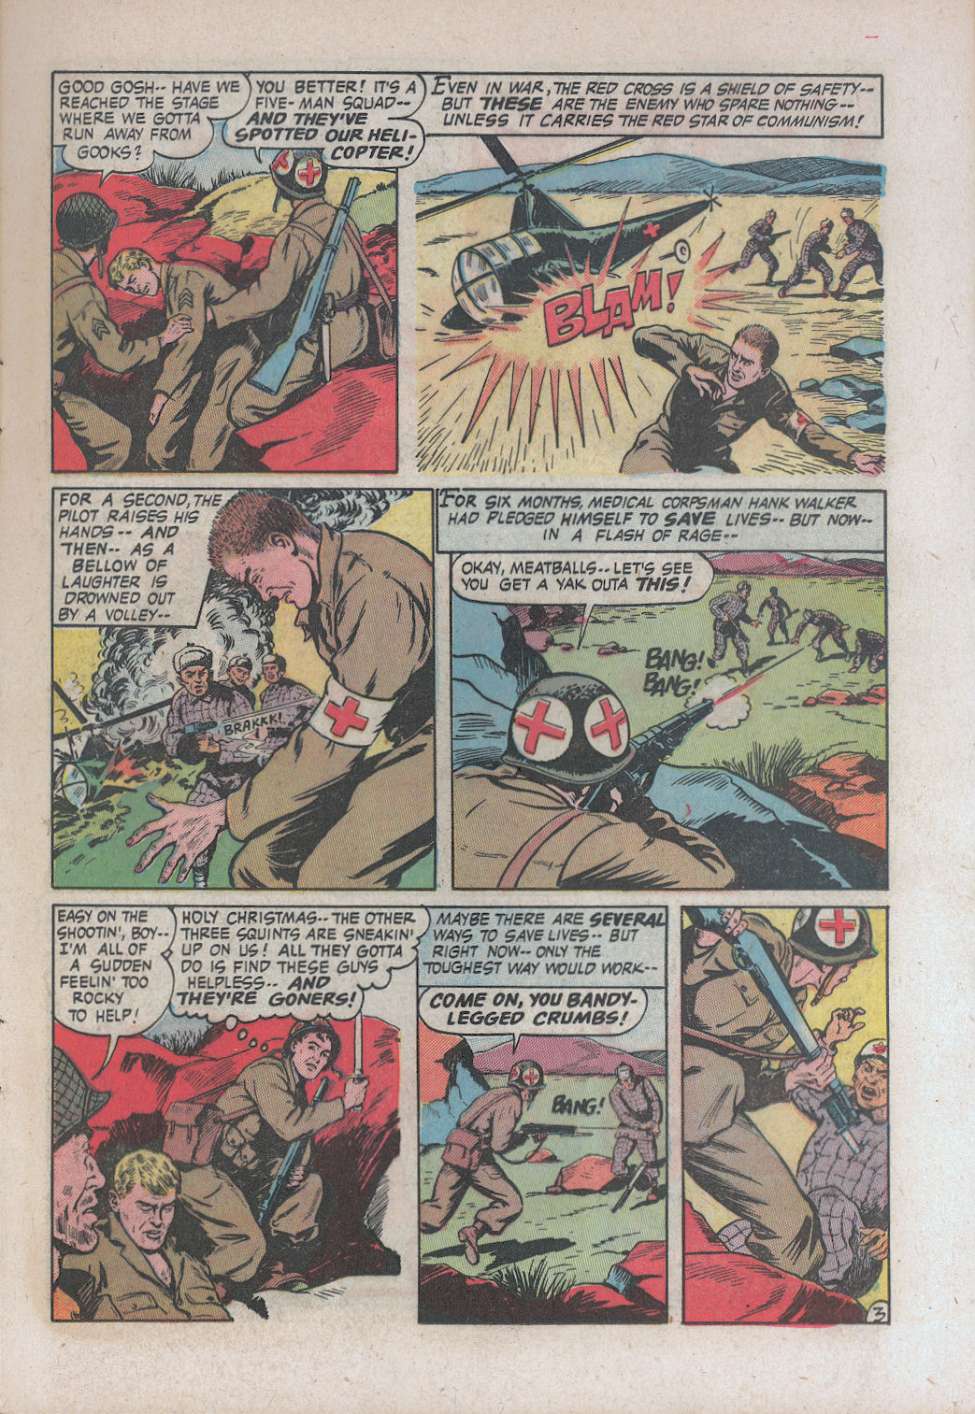 GOOD GOSH-- HAVE WE
REACHED THE STAGE
WHERE WE GOTTA
RUN AWAY FROM
GOOKS?
YOU BETTER! IT'S A
FIVE-MAN SQUAD--
AND THEY'VE
SPOTTED OUR HELI-
COPTER!
EVEN IN WAR, THE RED CROSS IS A SHIELD OF SAFETY--
BUT THESE ARE THE ENEMY WHO SPARE NOTHING--
UNLESS IT CARRIES THE RED STAR OF COMMUNISM!
BLAM!
FOR A SECOND, THE
PILOT RAISES HIS
HANDS-- AND
THEN-- AS A
BELLOW OF
LAUGHTER IS
DROWNED OUT
BY A VOLLEY--
BRAKKK!
FOR SIX MONTHS, MEDICAL CORPSMAN HANK WALKER
HAD PLEDGED HIMSELF TO SAVE LIVES-- BUT NOW--
IN A FLASH OF RAGE--
OKAY, MEATBALLS-- LET'S SEE
YOU GET A YAK OUTA THIS!
BANG!
BANG!
EASY ON THE
SHOOTIN', BOY--
I'M ALL OF
A SUDDEN
FEELIN' TOO
ROCKY
TO HELP!
HOLY CHRISTMAS-- THE OTHER
THREE SQUINTS ARE SNEAKIN'
UP ON US! ALL THEY GOTTA
DO IS FIND THESE GUYS
HELPLESS-- AND
THEY'RE GONERS!
MAYBE THERE ARE SEVERAL
WAYS TO SAVE LIVES-- BUT
RIGHT NOW-- ONLY THE
TOUGHEST WAY WOULD WORK--
COME ON, YOU BANDY-
LEGGED CRUMBS!
BANG!
3